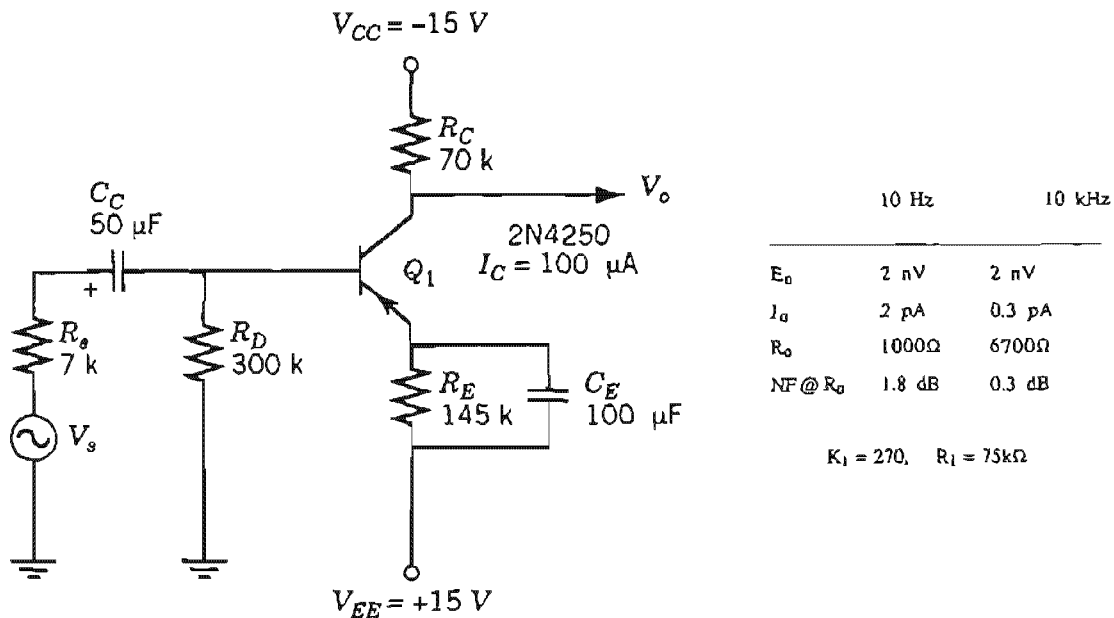 V_CC = −15 V
R_C
70 k
C_C
50 µF
+
V_o
2N4250
I_C = 100 µA
Q_1
R_s
7 k
R_D
300 k
R_E
145 k
C_E
100 µF
V_s
V_EE = +15 V
10 Hz 10 kHz
E_n 2 nV 2 nV
I_n 2 pA 0.3 pA
R_o 1000Ω 6700Ω
NF @ R_o 1.8 dB 0.3 dB
K_1 = 270, R_1 = 75kΩ